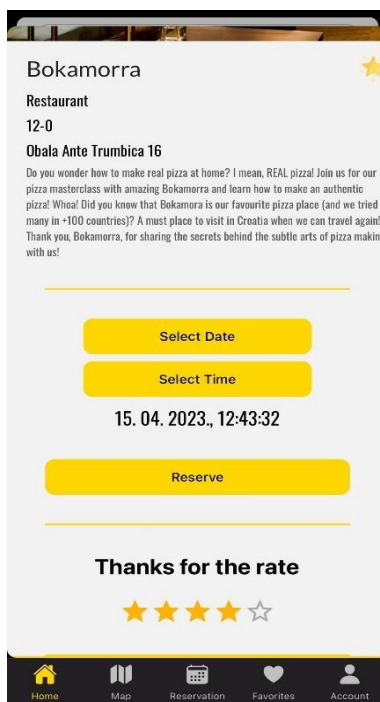 Bokamorra
Restaurant
12-0
Obala Ante Trumbica 16
Do you wonder how to make real pizza at home? I mean, REAL pizza! Join us for our
pizza masterclass with amazing Bokamorra and learn how to make an authentic
pizza! Whoa! Did you know that Bokamora is our favourite pizza place (and we tried
many in +100 countries)? A must place to visit in Croatia when we can travel again!
Thank you, Bokamorra, for sharing the secrets behind the subtle arts of pizza makin
with us!
Select Date
Select Time
15. 04. 2023., 12:43:32
Reserve
Thanks for the rate
Home Map Reservation Favorites Account